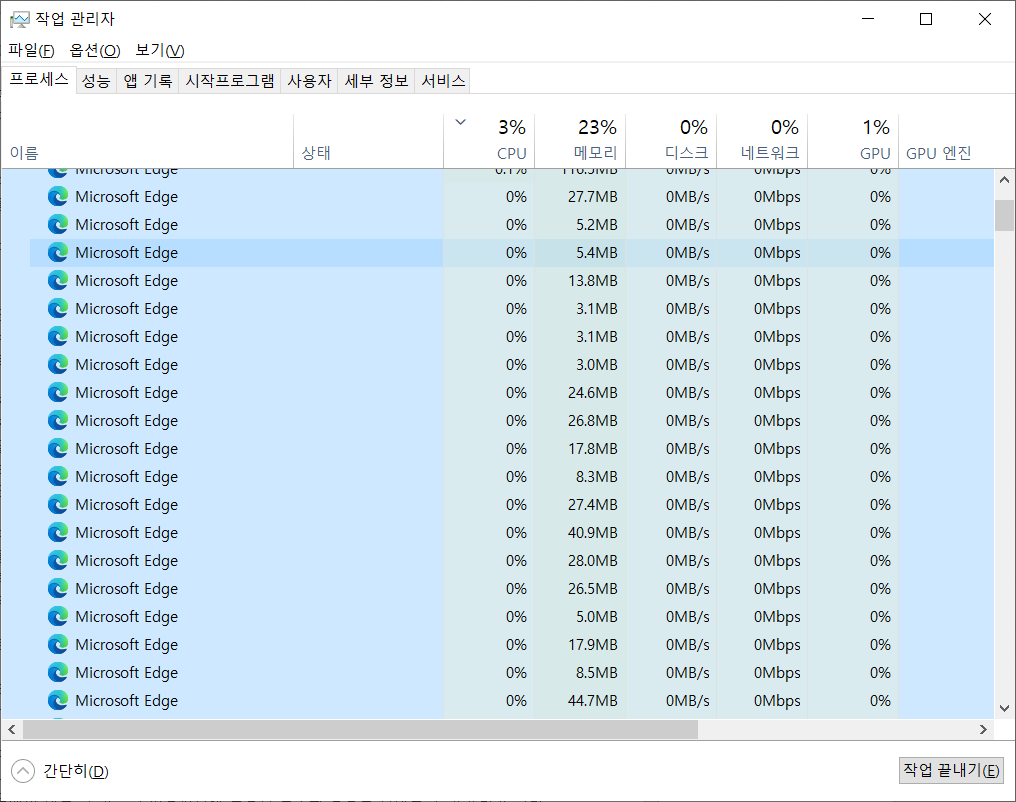 작업 관리자
파일(F) 옵션(O) 보기(V)
프로세스 성능 앱 기록 시작프로그램 사용자 세부 정보 서비스
3% 23% 0% 0% 1%
이름 상태 CPU 메모리 디스크 네트워크 GPU GPU 엔진
Microsoft Edge 0.1% 116.5MB 0MB/s 0Mbps 0%
Microsoft Edge 0% 27.7MB 0MB/s 0Mbps 0%
Microsoft Edge 0% 5.2MB 0MB/s 0Mbps 0%
Microsoft Edge 0% 5.4MB 0MB/s 0Mbps 0%
Microsoft Edge 0% 13.8MB 0MB/s 0Mbps 0%
Microsoft Edge 0% 3.1MB 0MB/s 0Mbps 0%
Microsoft Edge 0% 3.1MB 0MB/s 0Mbps 0%
Microsoft Edge 0% 3.0MB 0MB/s 0Mbps 0%
Microsoft Edge 0% 24.6MB 0MB/s 0Mbps 0%
Microsoft Edge 0% 26.8MB 0MB/s 0Mbps 0%
Microsoft Edge 0% 17.8MB 0MB/s 0Mbps 0%
Microsoft Edge 0% 8.3MB 0MB/s 0Mbps 0%
Microsoft Edge 0% 27.4MB 0MB/s 0Mbps 0%
Microsoft Edge 0% 40.9MB 0MB/s 0Mbps 0%
Microsoft Edge 0% 28.0MB 0MB/s 0Mbps 0%
Microsoft Edge 0% 26.5MB 0MB/s 0Mbps 0%
Microsoft Edge 0% 5.0MB 0MB/s 0Mbps 0%
Microsoft Edge 0% 17.9MB 0MB/s 0Mbps 0%
Microsoft Edge 0% 8.5MB 0MB/s 0Mbps 0%
Microsoft Edge 0% 44.7MB 0MB/s 0Mbps 0%
간단히(D) 작업 끝내기(E)